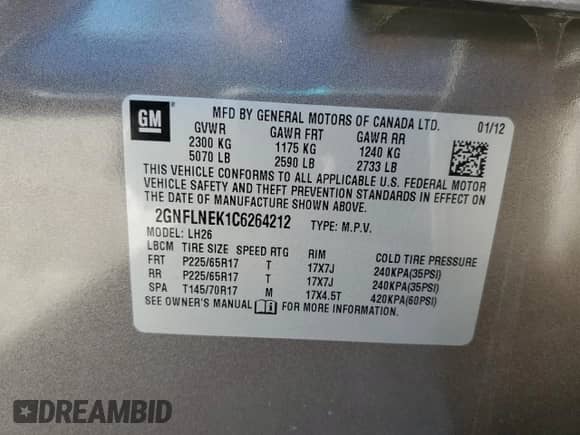 GM
MFD BY GENERAL MOTORS OF CANADA LTD. 01/12
GVWR GAWR FRT GAWR RR
2300 KG 1175 KG 1240 KG
5070 LB 2590 LB 2733 LB
THIS VEHICLE CONFORMS TO ALL APPLICABLE U.S. FEDERAL MOTOR
VEHICLE SAFETY AND THEFT PREVENTION STANDARDS IN EFFECT ON
THE DATE OF MANUFACTURE SHOWN ABOVE.
2GNFLNEK1C6264212 TYPE: M.P.V.
MODEL: LH26
LBCM TIRE SIZE SPEED RTG RIM COLD TIRE PRESSURE
FRT P225/65R17 T 17X7J 240KPA(35PSI)
RR P225/65R17 T 17X7J 240KPA(35PSI)
SPA T145/70R17 M 17X4.5T 420KPA(60PSI)
SEE OWNER'S MANUAL FOR MORE INFORMATION.
DREAMBID